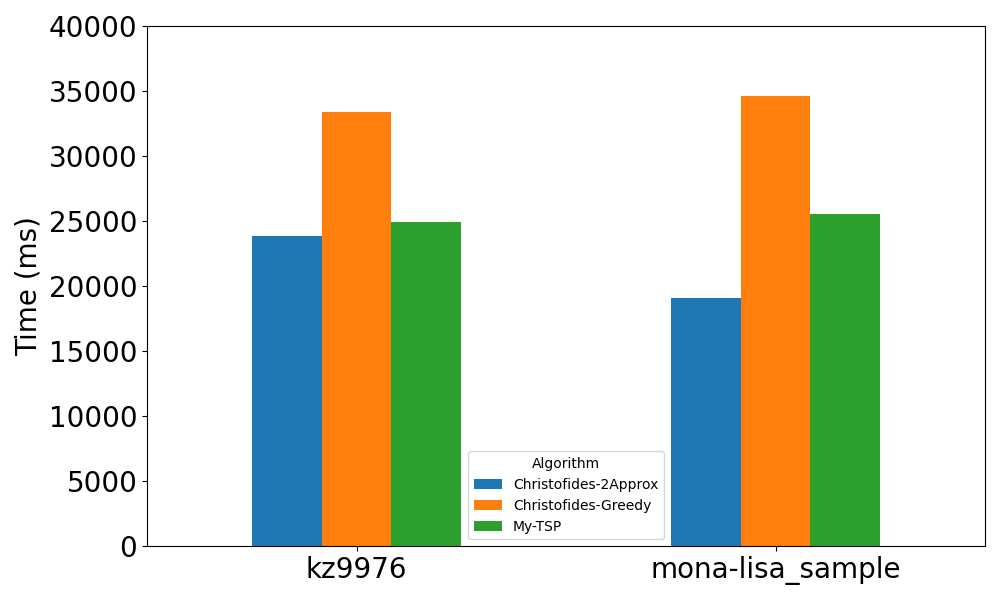 40000
35000
30000
25000
20000
15000
10000
5000
0
Time (ms)
Algorithm
Christofides-2Approx
Christofides-Greedy
My-TSP
kz9976
mona-lisa_sample